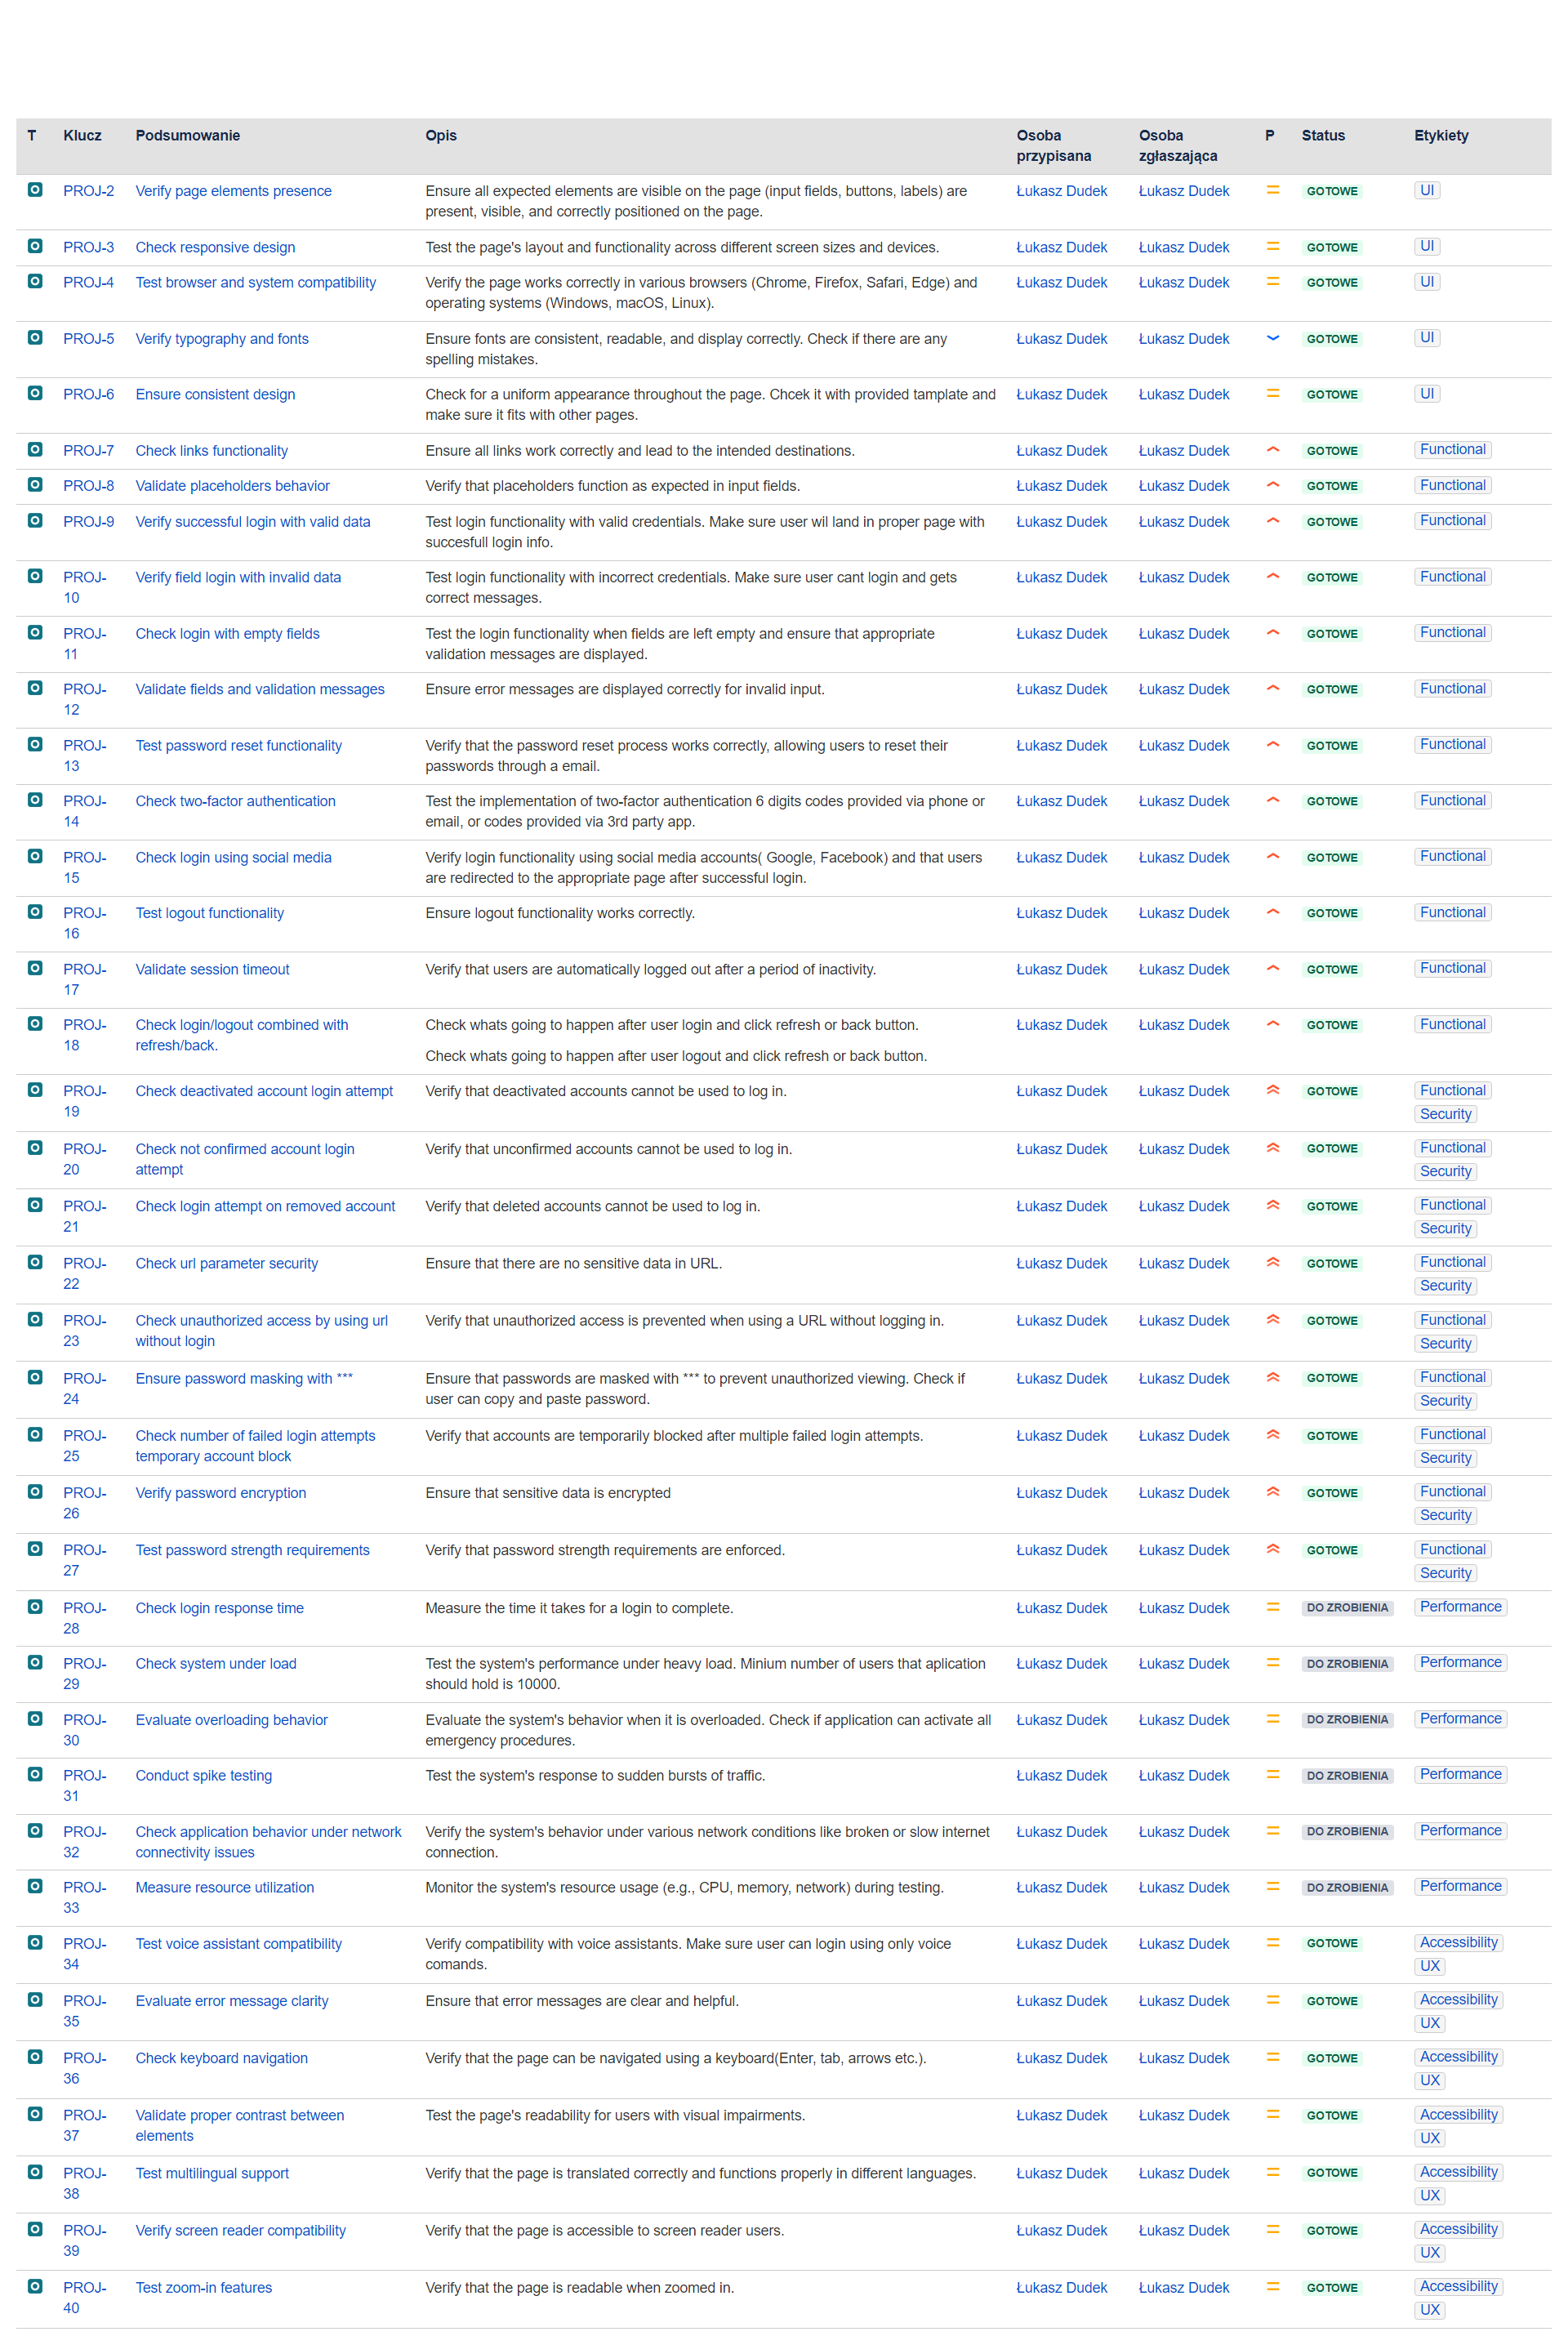 T Klucz Podsumowanie Opis Osoba przypisana Osoba zgłaszająca P Status Etykiety
PROJ-2 Verify page elements presence Ensure all expected elements are visible on the page (input fields, buttons, labels) are Łukasz Dudek Łukasz Dudek GOTOWE UI
present, visible, and correctly positioned on the page.
PROJ-3 Check responsive design Test the page's layout and functionality across different screen sizes and devices. Łukasz Dudek Łukasz Dudek GOTOWE UI
PROJ-4 Test browser and system compatibility Verify the page works correctly in various browsers (Chrome, Firefox, Safari, Edge) and Łukasz Dudek Łukasz Dudek GOTOWE UI
operating systems (Windows, macOS, Linux).
PROJ-5 Verify typography and fonts Ensure fonts are consistent, readable, and display correctly. Check if there are any Łukasz Dudek Łukasz Dudek GOTOWE UI
spelling mistakes.
PROJ-6 Ensure consistent design Check for a uniform appearance throughout the page. Chcek it with provided tamplate and Łukasz Dudek Łukasz Dudek GOTOWE UI
make sure it fits with other pages.
PROJ-7 Check links functionality Ensure all links work correctly and lead to the intended destinations. Łukasz Dudek Łukasz Dudek GOTOWE Functional
PROJ-8 Validate placeholders behavior Verify that placeholders function as expected in input fields. Łukasz Dudek Łukasz Dudek GOTOWE Functional
PROJ-9 Verify successful login with valid data Test login functionality with valid credentials. Make sure user wil land in proper page with Łukasz Dudek Łukasz Dudek GOTOWE Functional
succesfull login info.
PROJ- Verify field login with invalid data Test login functionality with incorrect credentials. Make sure user cant login and gets Łukasz Dudek Łukasz Dudek GOTOWE Functional
10 correct messages.
PROJ- Check login with empty fields Test the login functionality when fields are left empty and ensure that appropriate Łukasz Dudek Łukasz Dudek GOTOWE Functional
11 validation messages are displayed.
PROJ- Validate fields and validation messages Ensure error messages are displayed correctly for invalid input. Łukasz Dudek Łukasz Dudek GOTOWE Functional
12
PROJ- Test password reset functionality Verify that the password reset process works correctly, allowing users to reset their Łukasz Dudek Łukasz Dudek GOTOWE Functional
13 passwords through a email.
PROJ- Check two-factor authentication Test the implementation of two-factor authentication 6 digits codes provided via phone or Łukasz Dudek Łukasz Dudek GOTOWE Functional
14 email, or codes provided via 3rd party app.
PROJ- Check login using social media Verify login functionality using social media accounts( Google, Facebook) and that users Łukasz Dudek Łukasz Dudek GOTOWE Functional
15 are redirected to the appropriate page after successful login.
PROJ- Test logout functionality Ensure logout functionality works correctly. Łukasz Dudek Łukasz Dudek GOTOWE Functional
16
PROJ- Validate session timeout Verify that users are automatically logged out after a period of inactivity. Łukasz Dudek Łukasz Dudek GOTOWE Functional
17
PROJ- Check login/logout combined with Check whats going to happen after user login and click refresh or back button. Łukasz Dudek Łukasz Dudek GOTOWE Functional
18 refresh/back.
Check whats going to happen after user logout and click refresh or back button.
PROJ- Check deactivated account login attempt Verify that deactivated accounts cannot be used to log in. Łukasz Dudek Łukasz Dudek GOTOWE Functional
19 Security
PROJ- Check not confirmed account login Verify that unconfirmed accounts cannot be used to log in. Łukasz Dudek Łukasz Dudek GOTOWE Functional
20 attempt Security
PROJ- Check login attempt on removed account Verify that deleted accounts cannot be used to log in. Łukasz Dudek Łukasz Dudek GOTOWE Functional
21 Security
PROJ- Check url parameter security Ensure that there are no sensitive data in URL. Łukasz Dudek Łukasz Dudek GOTOWE Functional
22 Security
PROJ- Check unauthorized access by using url Verify that unauthorized access is prevented when using a URL without logging in. Łukasz Dudek Łukasz Dudek GOTOWE Functional
23 without login Security
PROJ- Ensure password masking with *** Ensure that passwords are masked with *** to prevent unauthorized viewing. Check if Łukasz Dudek Łukasz Dudek GOTOWE Functional
24 user can copy and paste password. Security
PROJ- Check number of failed login attempts Verify that accounts are temporarily blocked after multiple failed login attempts. Łukasz Dudek Łukasz Dudek GOTOWE Functional
25 temporary account block Security
PROJ- Verify password encryption Ensure that sensitive data is encrypted Łukasz Dudek Łukasz Dudek GOTOWE Functional
26 Security
PROJ- Test password strength requirements Verify that password strength requirements are enforced. Łukasz Dudek Łukasz Dudek GOTOWE Functional
27 Security
PROJ- Check login response time Measure the time it takes for a login to complete. Łukasz Dudek Łukasz Dudek DO ZROBIENIA Performance
28
PROJ- Check system under load Test the system's performance under heavy load. Minium number of users that aplication Łukasz Dudek Łukasz Dudek DO ZROBIENIA Performance
29 should hold is 10000.
PROJ- Evaluate overloading behavior Evaluate the system's behavior when it is overloaded. Check if application can activate all Łukasz Dudek Łukasz Dudek DO ZROBIENIA Performance
30 emergency procedures.
PROJ- Conduct spike testing Test the system's response to sudden bursts of traffic. Łukasz Dudek Łukasz Dudek DO ZROBIENIA Performance
31
PROJ- Check application behavior under network Verify the system's behavior under various network conditions like broken or slow internet Łukasz Dudek Łukasz Dudek DO ZROBIENIA Performance
32 connectivity issues connection.
PROJ- Measure resource utilization Monitor the system's resource usage (e.g., CPU, memory, network) during testing. Łukasz Dudek Łukasz Dudek DO ZROBIENIA Performance
33
PROJ- Test voice assistant compatibility Verify compatibility with voice assistants. Make sure user can login using only voice Łukasz Dudek Łukasz Dudek GOTOWE Accessibility
34 comands. UX
PROJ- Evaluate error message clarity Ensure that error messages are clear and helpful. Łukasz Dudek Łukasz Dudek GOTOWE Accessibility
35 UX
PROJ- Check keyboard navigation Verify that the page can be navigated using a keyboard(Enter, tab, arrows etc.). Łukasz Dudek Łukasz Dudek GOTOWE Accessibility
36 UX
PROJ- Validate proper contrast between Test the page's readability for users with visual impairments. Łukasz Dudek Łukasz Dudek GOTOWE Accessibility
37 elements UX
PROJ- Test multilingual support Verify that the page is translated correctly and functions properly in different languages. Łukasz Dudek Łukasz Dudek GOTOWE Accessibility
38 UX
PROJ- Verify screen reader compatibility Verify that the page is accessible to screen reader users. Łukasz Dudek Łukasz Dudek GOTOWE Accessibility
39 UX
PROJ- Test zoom-in features Verify that the page is readable when zoomed in. Łukasz Dudek Łukasz Dudek GOTOWE Accessibility
40 UX